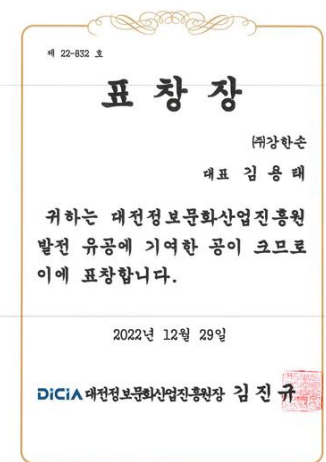 제 22-832 호
표 창 장
㈜강한손
대표 김 용 태
귀하는 대전정보문화산업진흥원
발전 유공에 기여한 공이 크므로
이에 표창합니다.
2022년 12월 29일
DiCiA 대전정보문화산업진흥원장 김 진 규